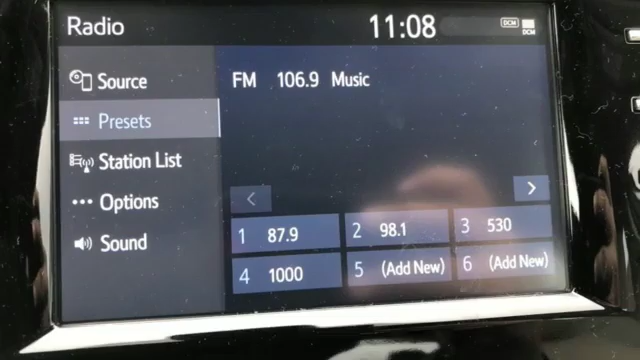 Radio 11:08 DCM DCM
Source
FM 106.9 Music
Presets
Station List
Options
Sound
1 87.9 2 98.1 3 530
4 1000 5 (Add New) 6 (Add New)